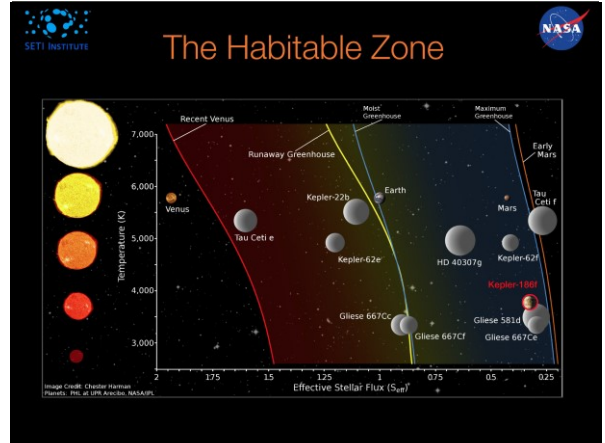 SETI INSTITUTE
NASA
The Habitable Zone
Recent Venus
Moist
Greenhouse
Maximum
Greenhouse
Runaway Greenhouse
Early
Mars
7,000
6,000
5,000
4,000
3,000
Temperature (K)
Venus
Tau Ceti e
Kepler-22b
Kepler-62e
Earth
HD 40307g
Mars
Kepler-62f
Tau
Ceti f
Kepler-186f
Gliese 667Cc
Gliese 667Cf
Gliese 581d
Gliese 667Ce
2
1.75
1.5
1.25
1
0.75
0.5
0.25
Effective Stellar Flux (Seff)
Image Credit: Chester Harman
Planets: PHL at UPR Arecibo, NASA/JPL